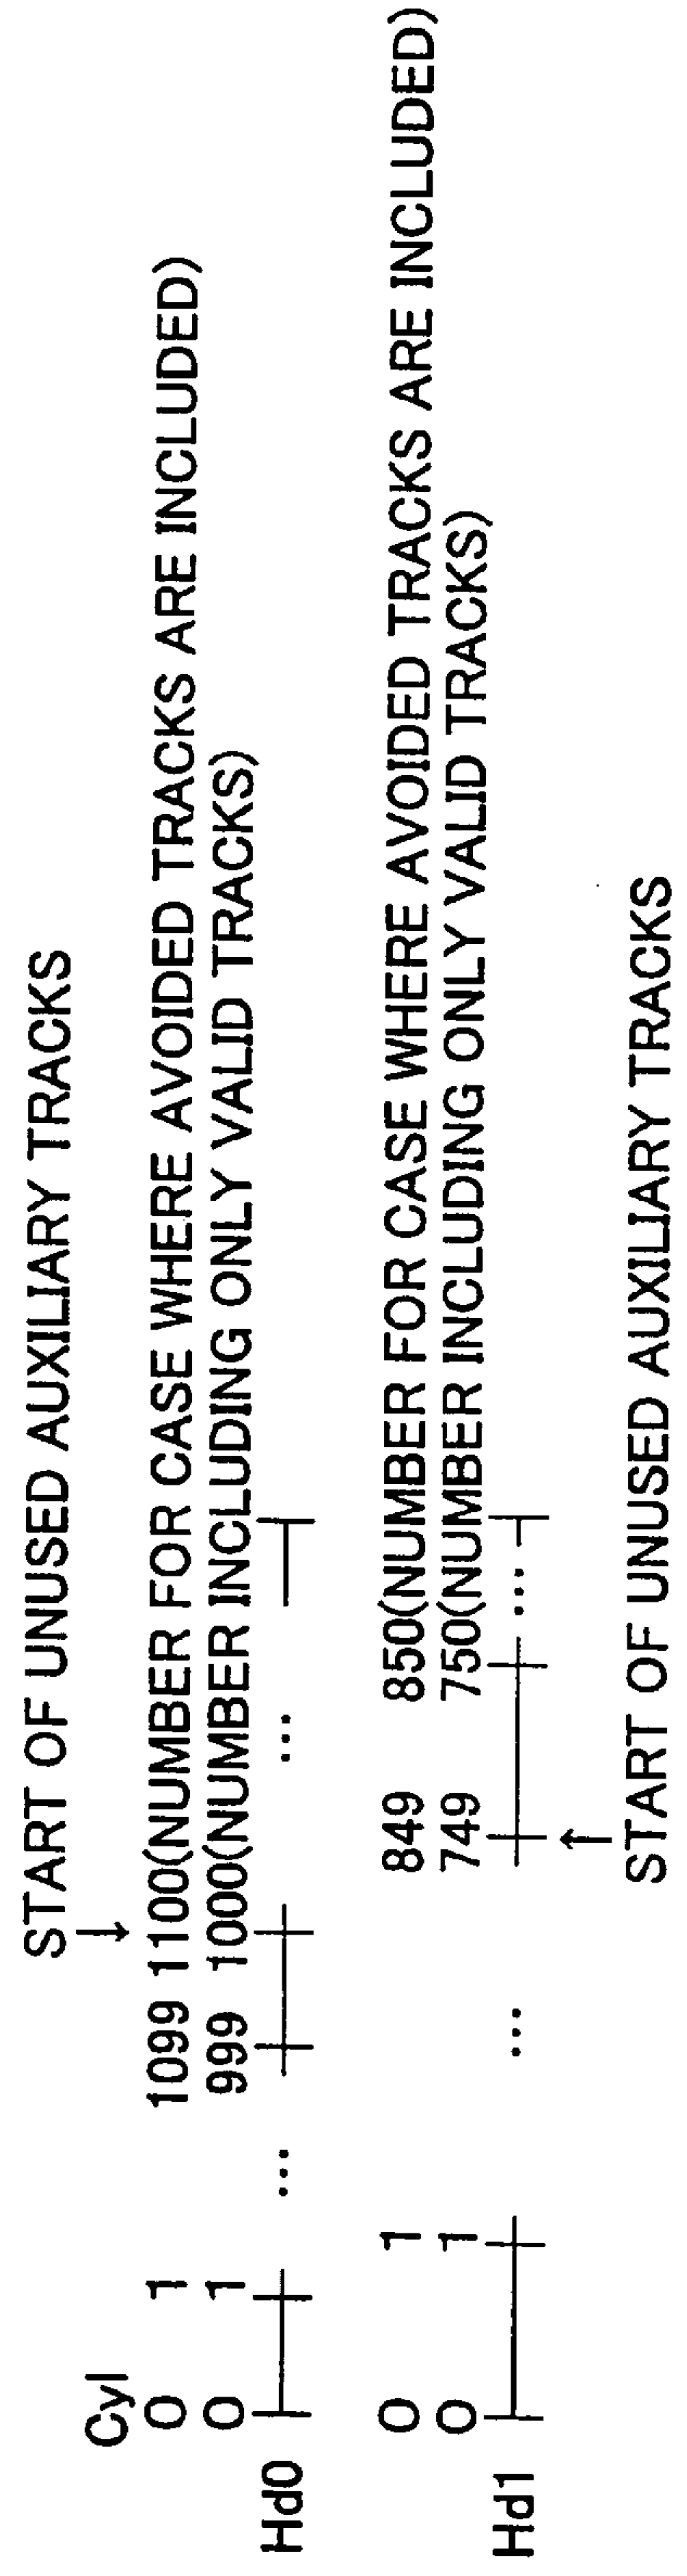 START OF UNUSED AUXILIARY TRACKS
↓
Cyl
0 1 1099 1100(NUMBER FOR CASE WHERE AVOIDED TRACKS ARE INCLUDED)
0 1 999 1000(NUMBER INCLUDING ONLY VALID TRACKS)
Hd0 ... ...
0 1 849 850(NUMBER FOR CASE WHERE AVOIDED TRACKS ARE INCLUDED)
0 1 749 750(NUMBER INCLUDING ONLY VALID TRACKS)
Hd1 ... ...
↑
START OF UNUSED AUXILIARY TRACKS